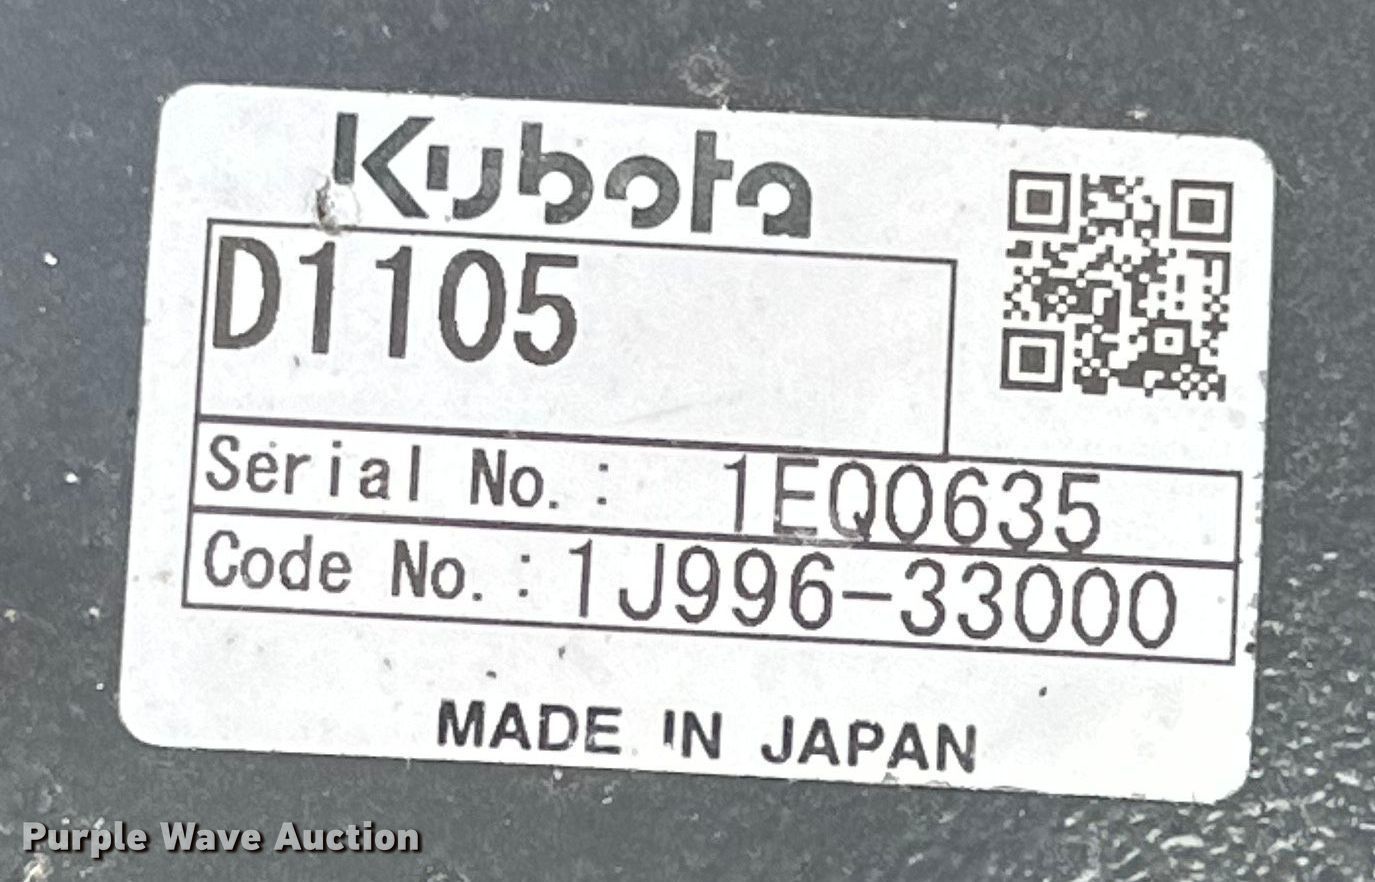 Kubota
D1105
Serial No.: 1EQ0635
Code No.: 1J996-33000
MADE IN JAPAN
Purple Wave Auction